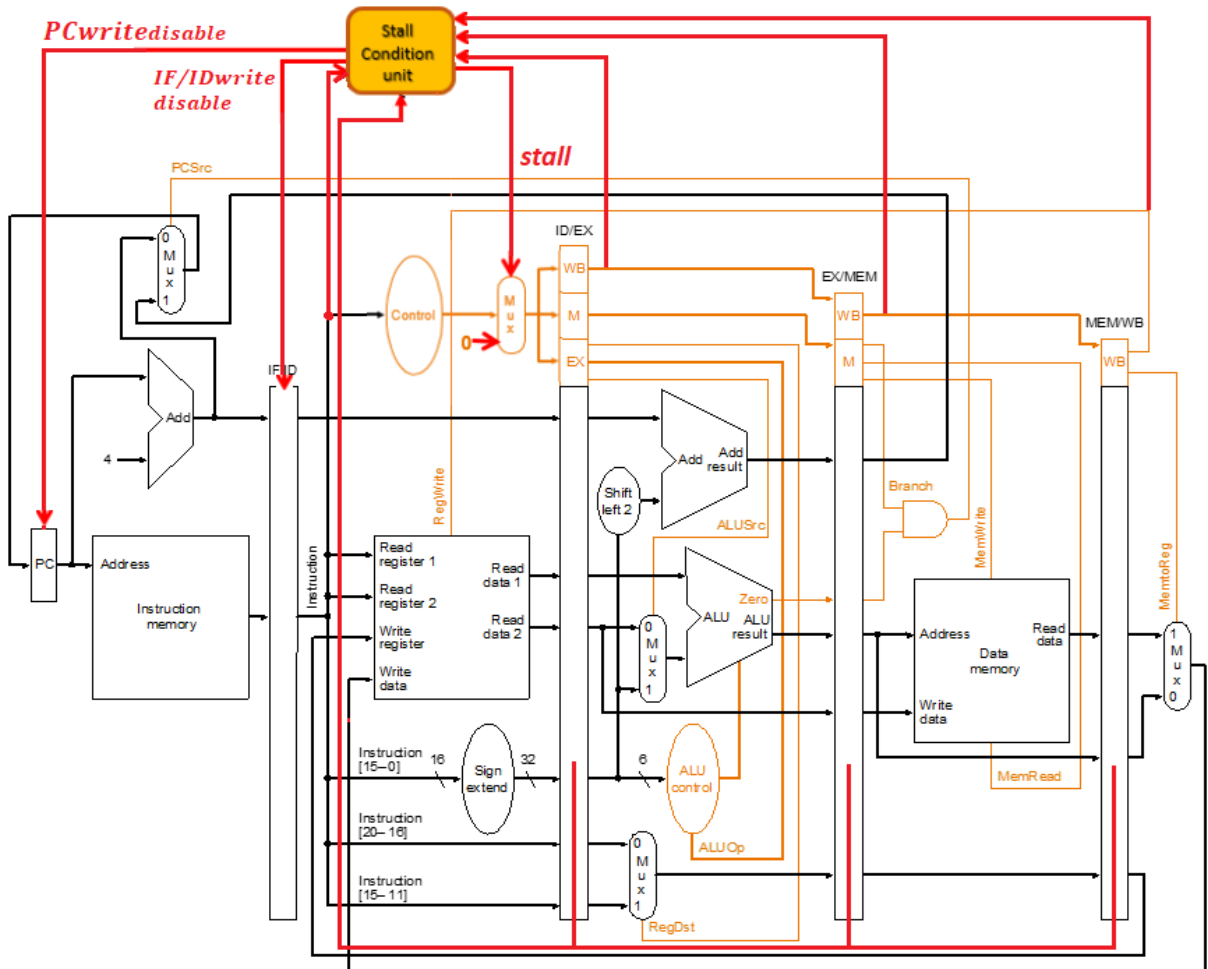 PCwritedisable
Stall
Condition
unit
IF/IDwrite
disable
stall
PCSrc
ID/EX
EX/MEM
MEM/WB
0
M
u
x
1
Control
M
u
x
0
WB
M
EX
WB
M
WB
IF/ID
Add
4
Add
Add
result
Shift
left 2
RegWrite
ALUSrc
Branch
MemWrite
MemtoReg
PC
Address
Instruction
memory
Instruction
Read
register 1
Read
register 2
Write
register
Write
data
Read
data 1
Read
data 2
0
M
u
x
1
Zero
ALU
ALU
result
Address
Read
data
Data
memory
Write
data
1
M
u
x
0
Instruction
[15–0]
16
Sign
extend
32
6
ALU
control
MemRead
Instruction
[20–16]
0
M
u
x
1
ALUOp
Instruction
[15–11]
RegDst